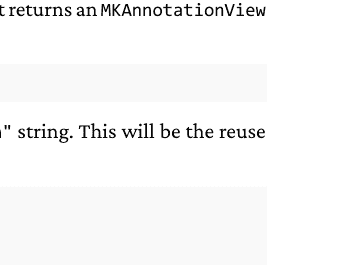 returns an MKAnnotationView
" string. This will be the reuse